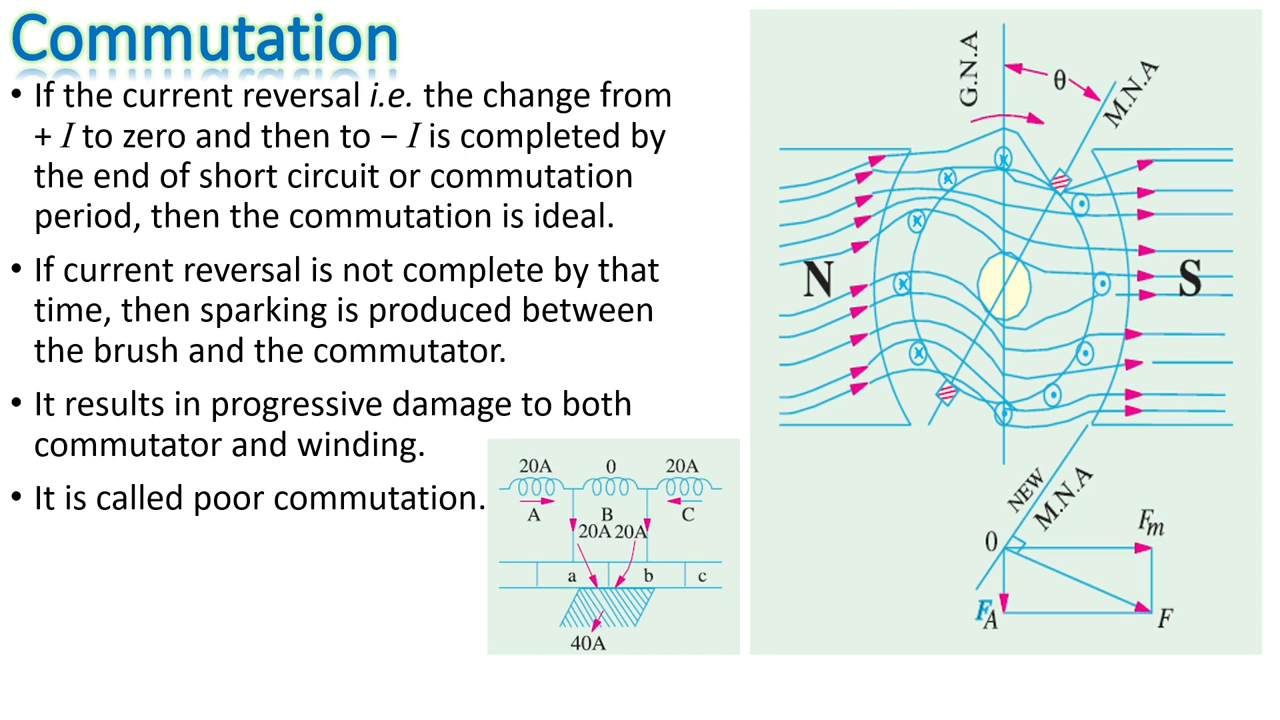 Commutation
• If the current reversal i.e. the change from
+ I to zero and then to − I is completed by
the end of short circuit or commutation
period, then the commutation is ideal.
• If current reversal is not complete by that
time, then sparking is produced between
the brush and the commutator.
• It results in progressive damage to both
commutator and winding.
• It is called poor commutation.
20A 0 20A
A B C
20A 20A
a b c
40A
G.N.A
θ
M.N.A
N S
NEW
M.N.A
0
Fm
FA
F